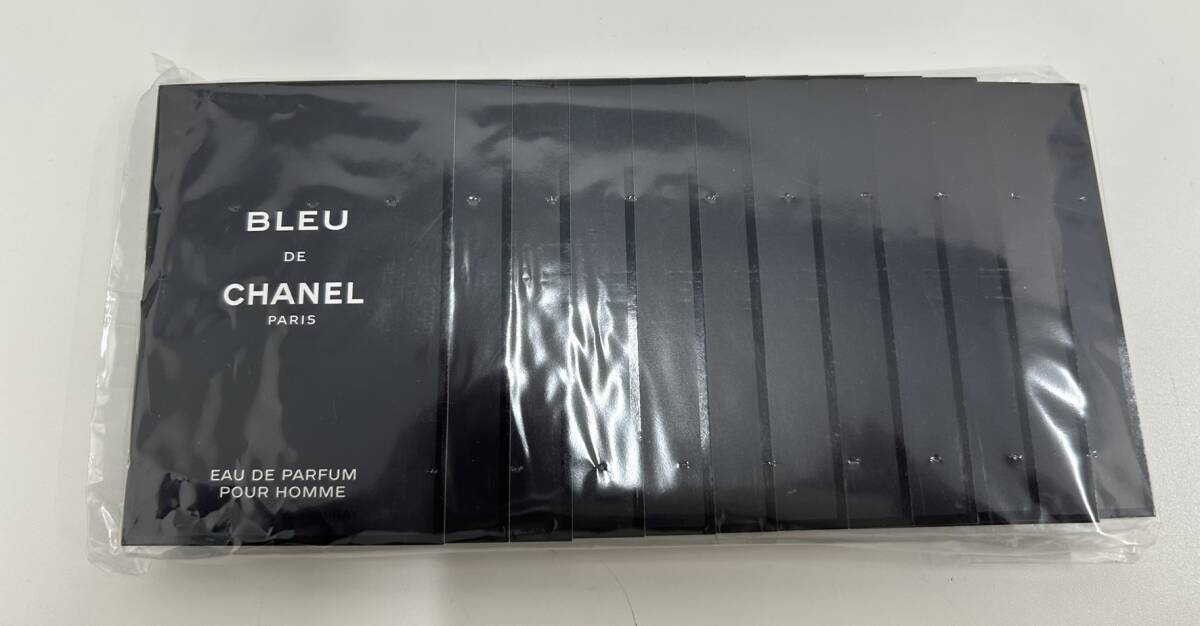 BLEU
DE
CHANEL
PARIS
EAU DE PARFUM
POUR HOMME